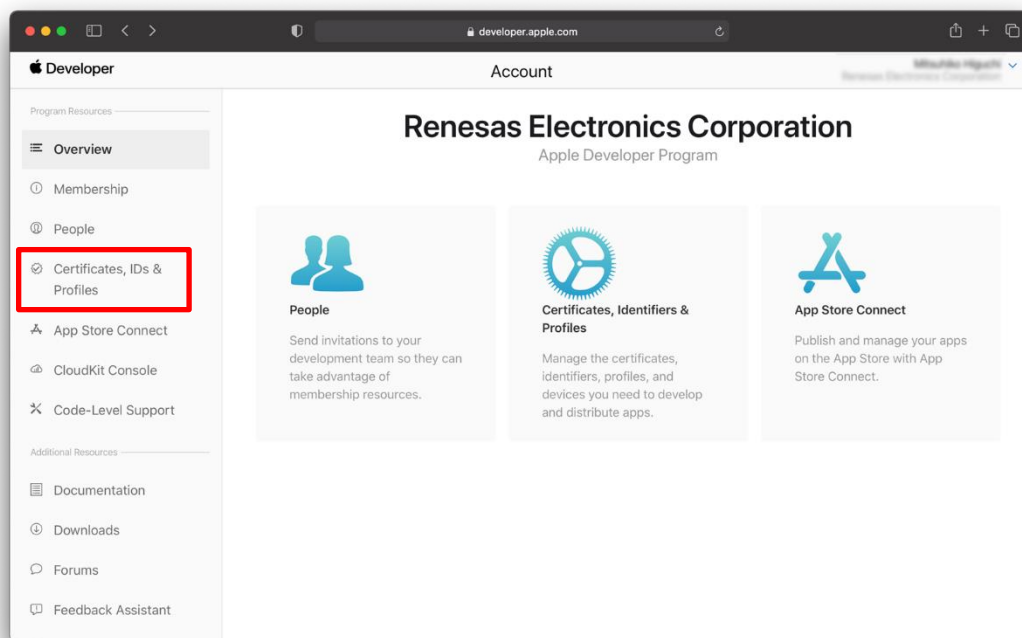 developer.apple.com
Developer
Account
Renesas Electronics Corporation
Program Resources
Overview
Membership
People
Certificates, IDs &
Profiles
App Store Connect
CloudKit Console
Code-Level Support
Additional Resources
Documentation
Downloads
Forums
Feedback Assistant
Renesas Electronics Corporation
Apple Developer Program
People
Send invitations to your
development team so they can
take advantage of
membership resources.
Certificates, Identifiers &
Profiles
Manage the certificates,
identifiers, profiles, and
devices you need to develop
and distribute apps.
App Store Connect
Publish and manage your apps
on the App Store with App
Store Connect.